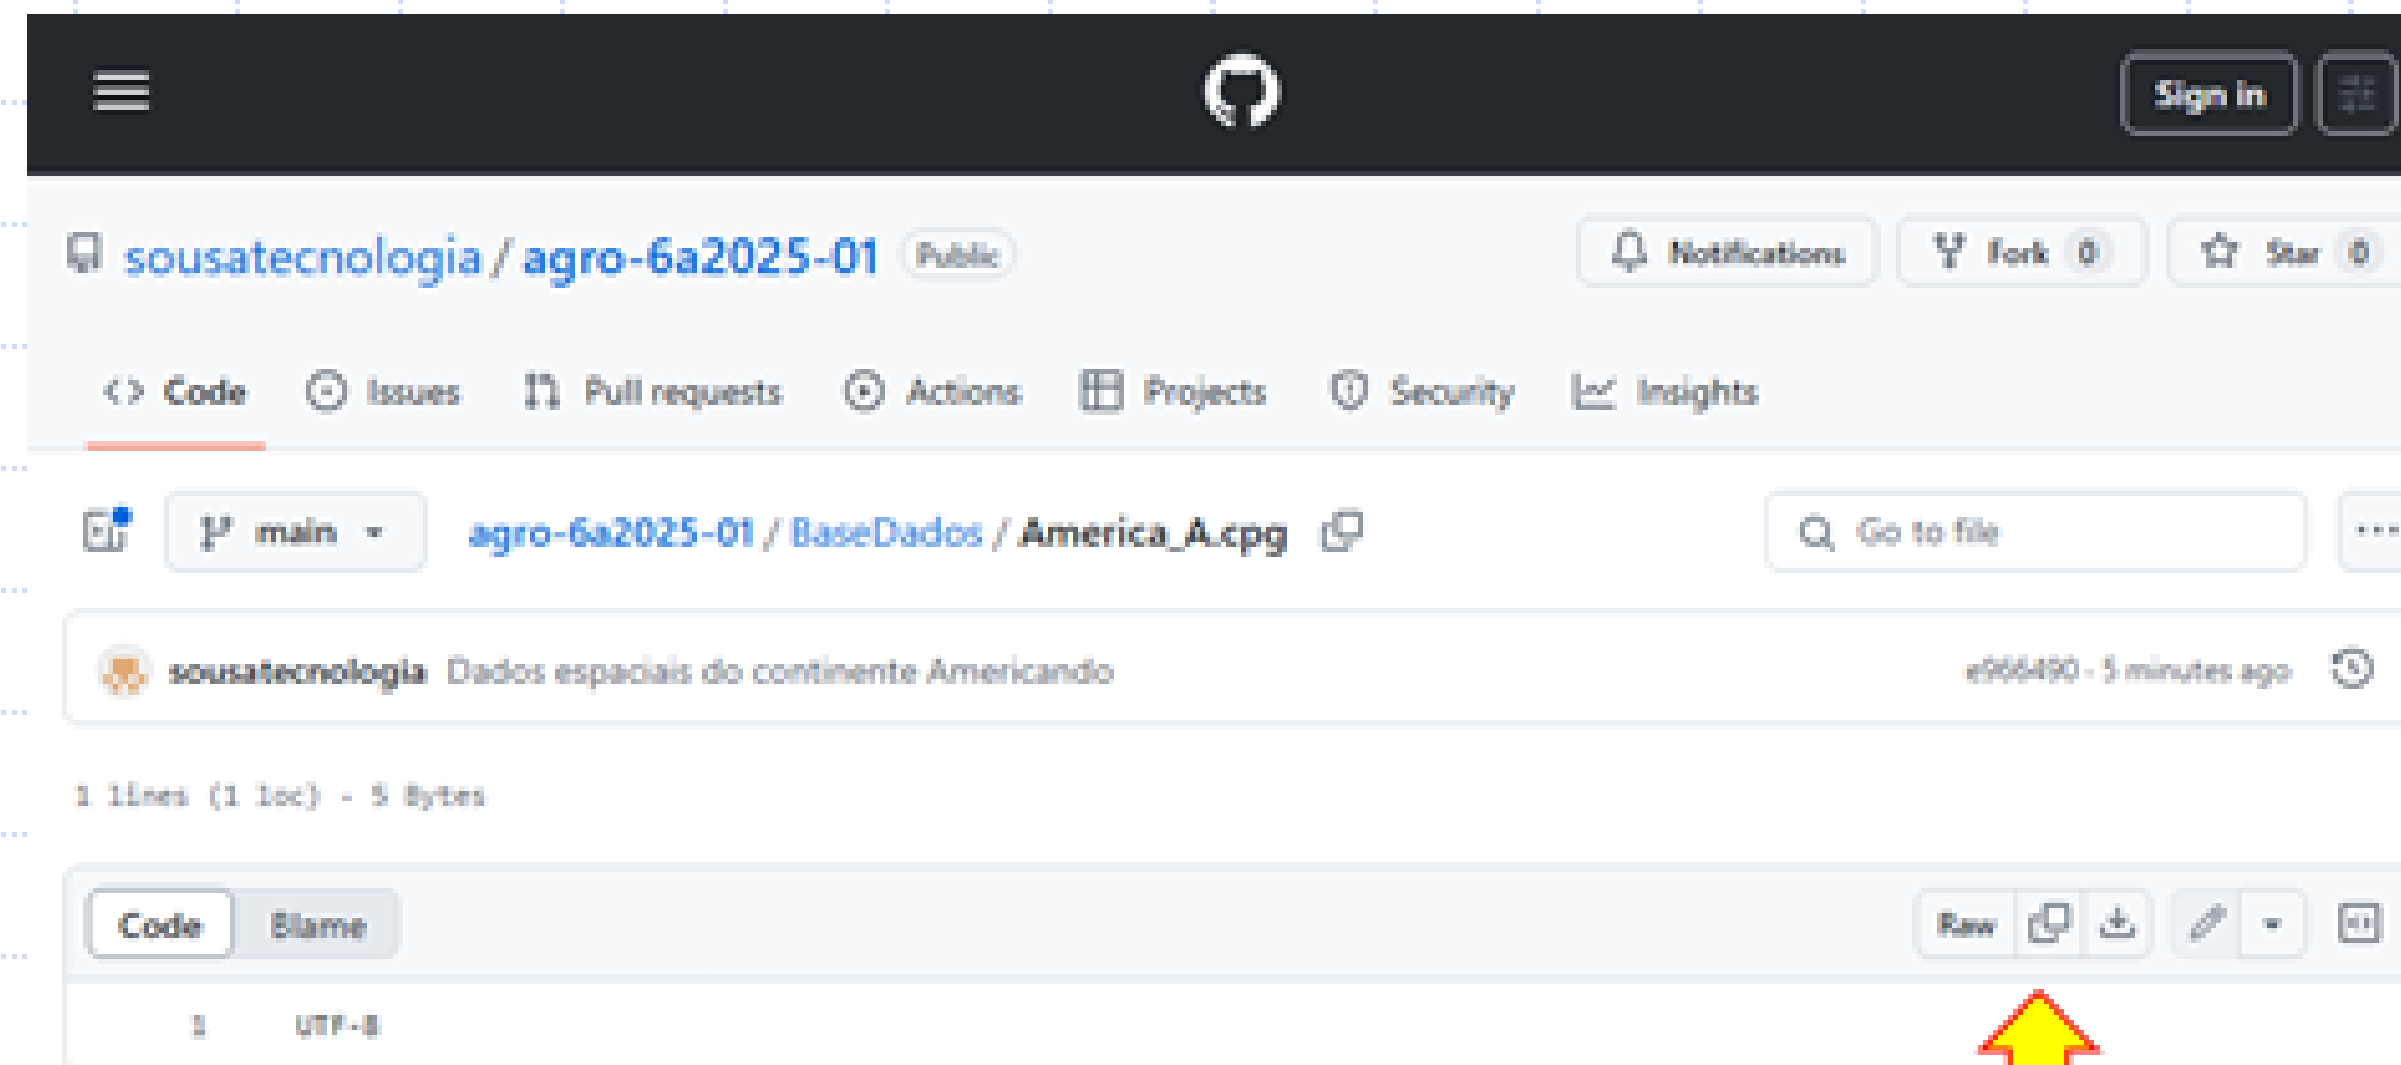 Sign in
sousatecnologia / agro-6a2025-01 Public Notifications Fork 0 Star 0
Code Issues Pull requests Actions Projects Security Insights
main agro-6a2025-01 / BaseDados / America_A.cpg Go to file
sousatecnologia Dados espaciais do continente Americando e966490 · 5 minutes ago
1 lines (1 loc) · 5 Bytes
Code Blame Raw
1 UTF-8